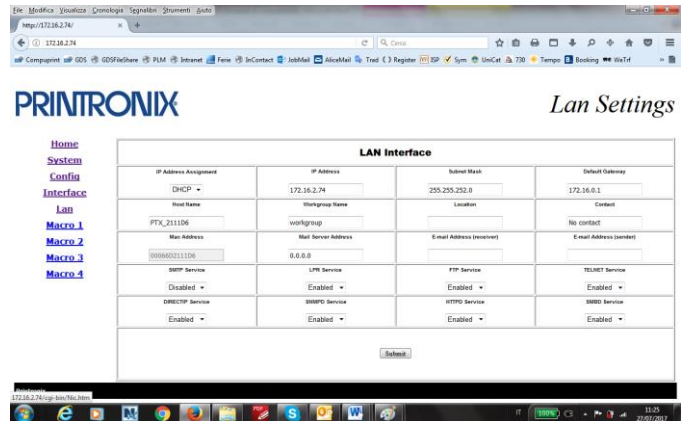 File Modifica Visualizza Cronologia Segnalibri Strumenti Aiuto
http://172.16.2.74/
172.16.2.74
Cerca
Compuprint GDS GDSFileShare PLM Intranet Ferie InContact JobMail AliceMail Trad Register ISP Sym UniCat 730 Tempo Booking WeTrf
PRINTRONIX
Lan Settings
Home
System
Config
Interface
Lan
Macro 1
Macro 2
Macro 3
Macro 4
LAN Interface
IP Address Assignment IP Address Subnet Mask Default Gateway
DHCP 172.16.2.74 255.255.252.0 172.16.0.1
Host Name Workgroup Name Location Contact
PTX_2111D6 workgroup No contact
Mac Address Mail Server Address E-mail Address (receiver) E-mail Address (sender)
00066D2111D6 0.0.0.0
SMTP Service LPR Service FTP Service TELNET Service
Disabled Enabled Enabled Enabled
DIRECTIP Service SNMPD Service HTTPD Service SMBD Service
Enabled Enabled Enabled Enabled
Submit
Printronix
172.16.2.74/cgi-bin/Nic.htm
IT 100% 11:25
27/07/2017